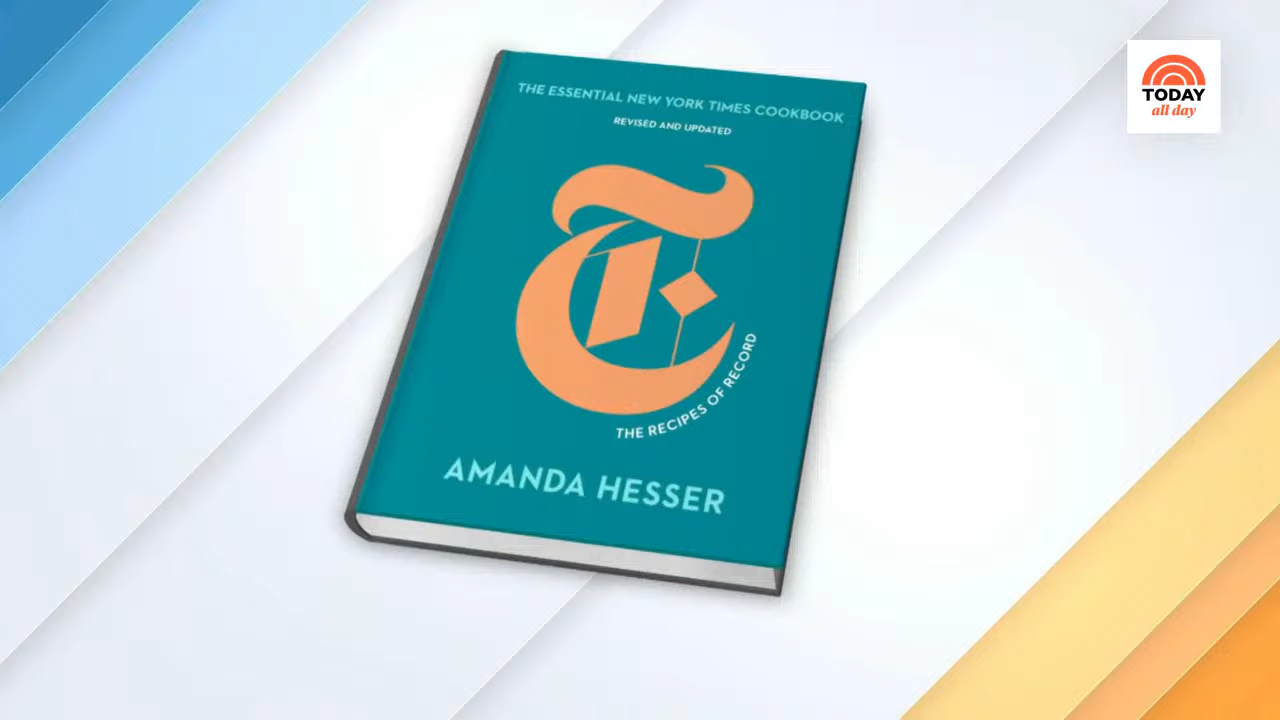 THE ESSENTIAL NEW YORK TIMES COOKBOOK
REVISED AND UPDATED
T
THE RECIPES OF RECORD
AMANDA HESSER
TODAY
all day